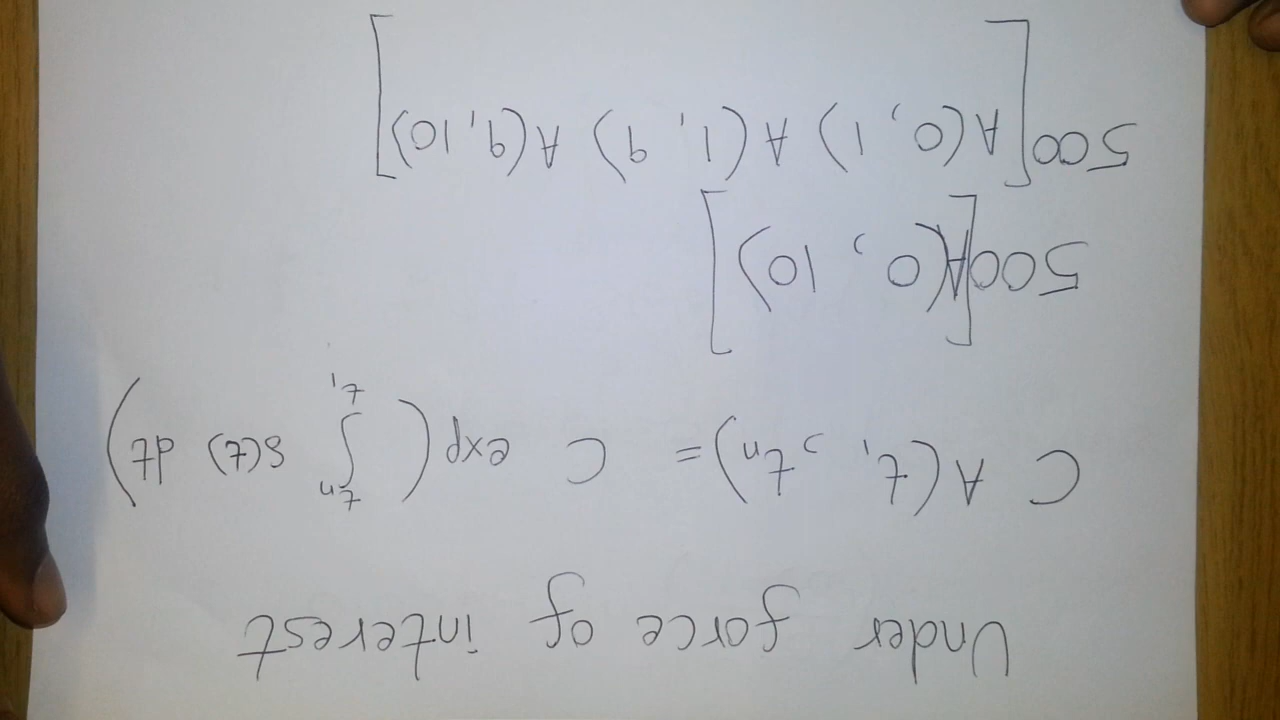 Under force of interest
C A(t₁, tₙ) = C exp(∫ₜ₁^tₙ δ(t) dt)
500[A(0, 10)]
500[A(0, 1) A(1, 9) A(9, 10)]